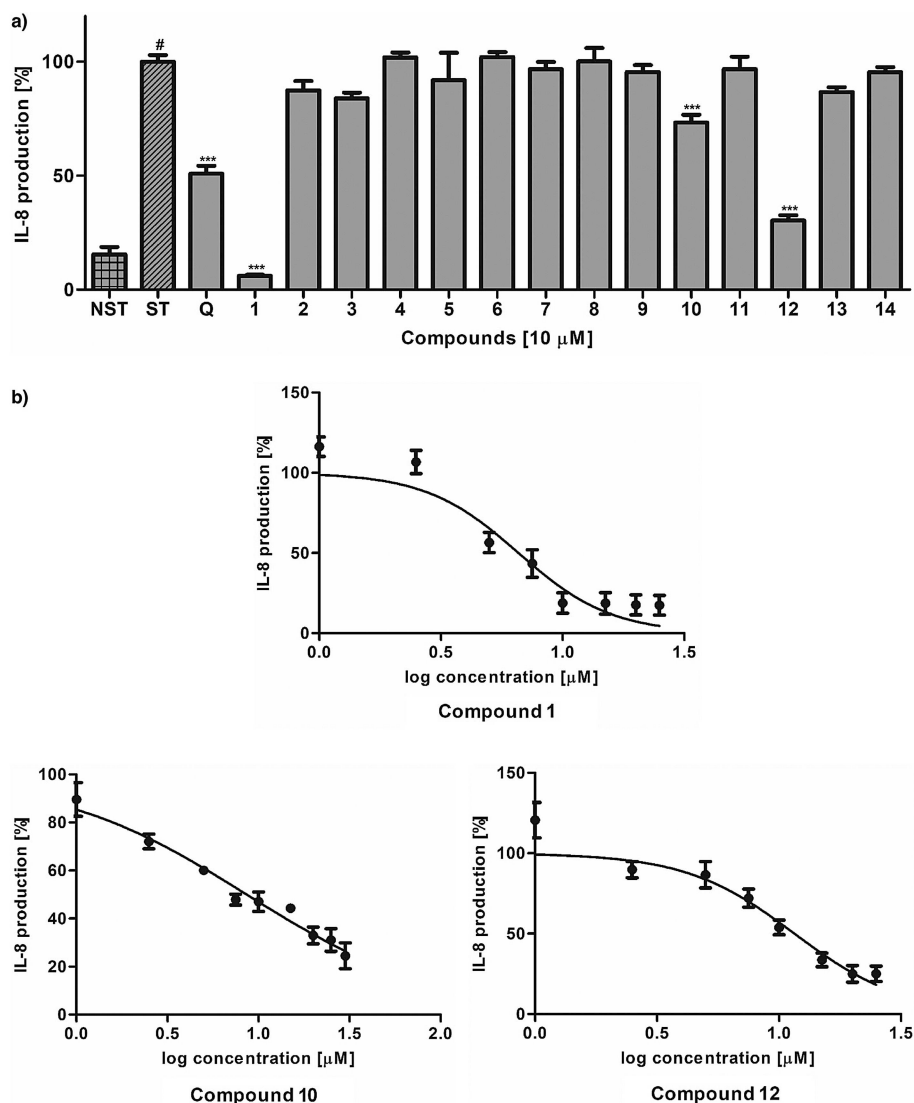 a)
IL-8 production [%]
100
50
0
#
***
***
***
***
NST ST Q 1 2 3 4 5 6 7 8 9 10 11 12 13 14
Compounds [10 μM]
b)
IL-8 production [%]
150
100
50
0
0.0 0.5 1.0 1.5
log concentration [μM]
Compound 1
IL-8 production [%]
100
80
60
40
20
0
0.0 0.5 1.0 1.5 2.0
log concentration [μM]
Compound 10
IL-8 production [%]
150
100
50
0
0.0 0.5 1.0 1.5
log concentration [μM]
Compound 12